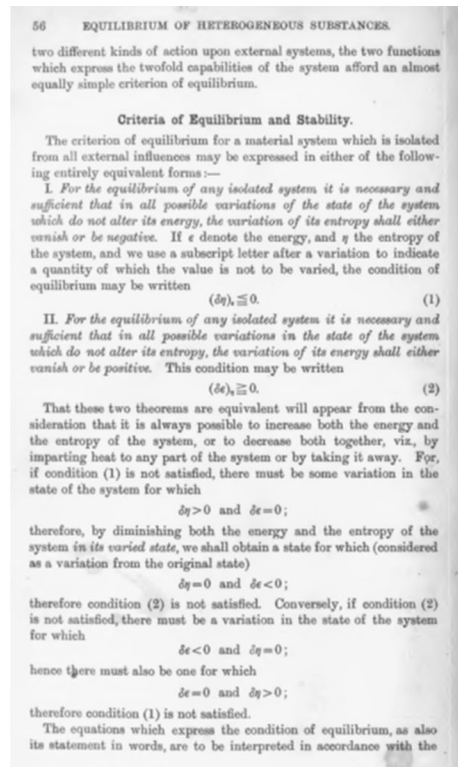 56 EQUILIBRIUM OF HETEROGENEOUS SUBSTANCES.
two different kinds of action upon external systems, the two functions
which express the twofold capabilities of the system afford an almost
equally simple criterion of equilibrium.
Criteria of Equilibrium and Stability.
The criterion of equilibrium for a material system which is isolated
from all external influences may be expressed in either of the follow-
ing entirely equivalent forms:—
I. For the equilibrium of any isolated system it is necessary and
sufficient that in all possible variations of the state of the system
which do not alter its energy, the variation of its entropy shall either
vanish or be negative. If ε denote the energy, and η the entropy of
the system, and we use a subscript letter after a variation to indicate
a quantity of which the value is not to be varied, the condition of
equilibrium may be written
(δη)ε ≦ 0. (1)
II. For the equilibrium of any isolated system it is necessary and
sufficient that in all possible variations in the state of the system
which do not alter its entropy, the variation of its energy shall either
vanish or be positive. This condition may be written
(δε)η ≧ 0. (2)
That these two theorems are equivalent will appear from the con-
sideration that it is always possible to increase both the energy and
the entropy of the system, or to decrease both together, viz., by
imparting heat to any part of the system or by taking it away. For,
if condition (1) is not satisfied, there must be some variation in the
state of the system for which
δη>0 and δε=0;
therefore, by diminishing both the energy and the entropy of the
system in its varied state, we shall obtain a state for which (considered
as a variation from the original state)
δη=0 and δε<0;
therefore condition (2) is not satisfied. Conversely, if condition (2)
is not satisfied, there must be a variation in the state of the system
for which
δε<0 and δη=0;
hence there must also be one for which
δε=0 and δη>0;
therefore condition (1) is not satisfied.
The equations which express the condition of equilibrium, as also
its statement in words, are to be interpreted in accordance with the